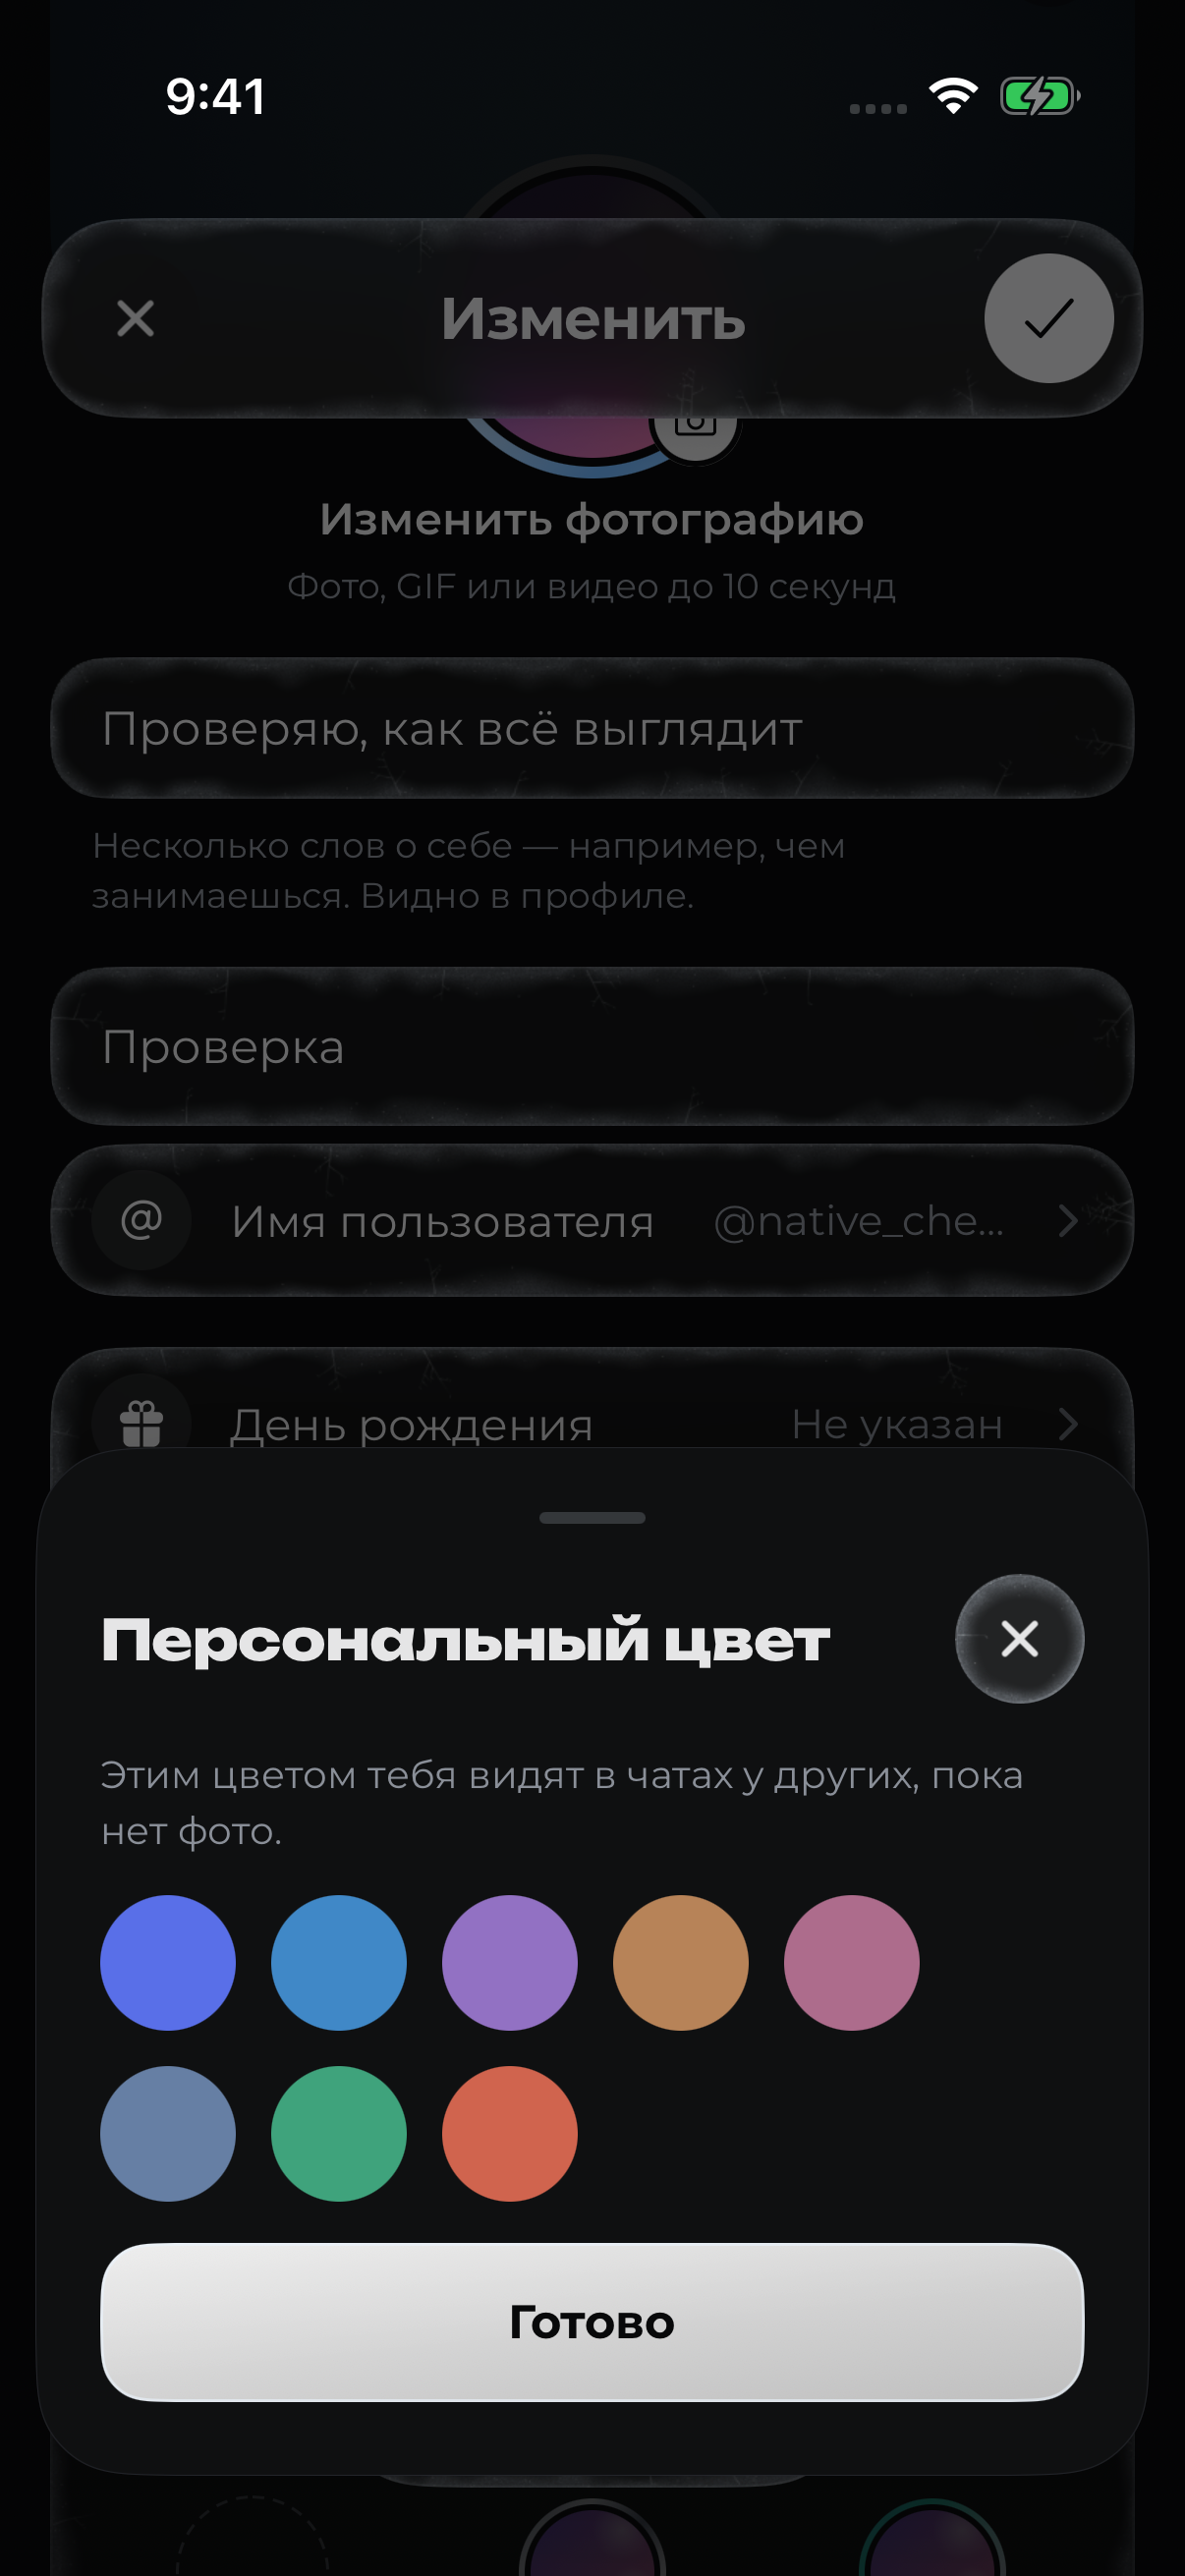 9:41
Изменить
Изменить фотографию
Фото, GIF или видео до 10 секунд
Проверяю, как всё выглядит
Несколько слов о себе — например, чем
занимаешься. Видно в профиле.
Проверка
@ Имя пользователя @native_che...
День рождения Не указан
Персональный цвет
Этим цветом тебя видят в чатах у других, пока
нет фото.
Готово